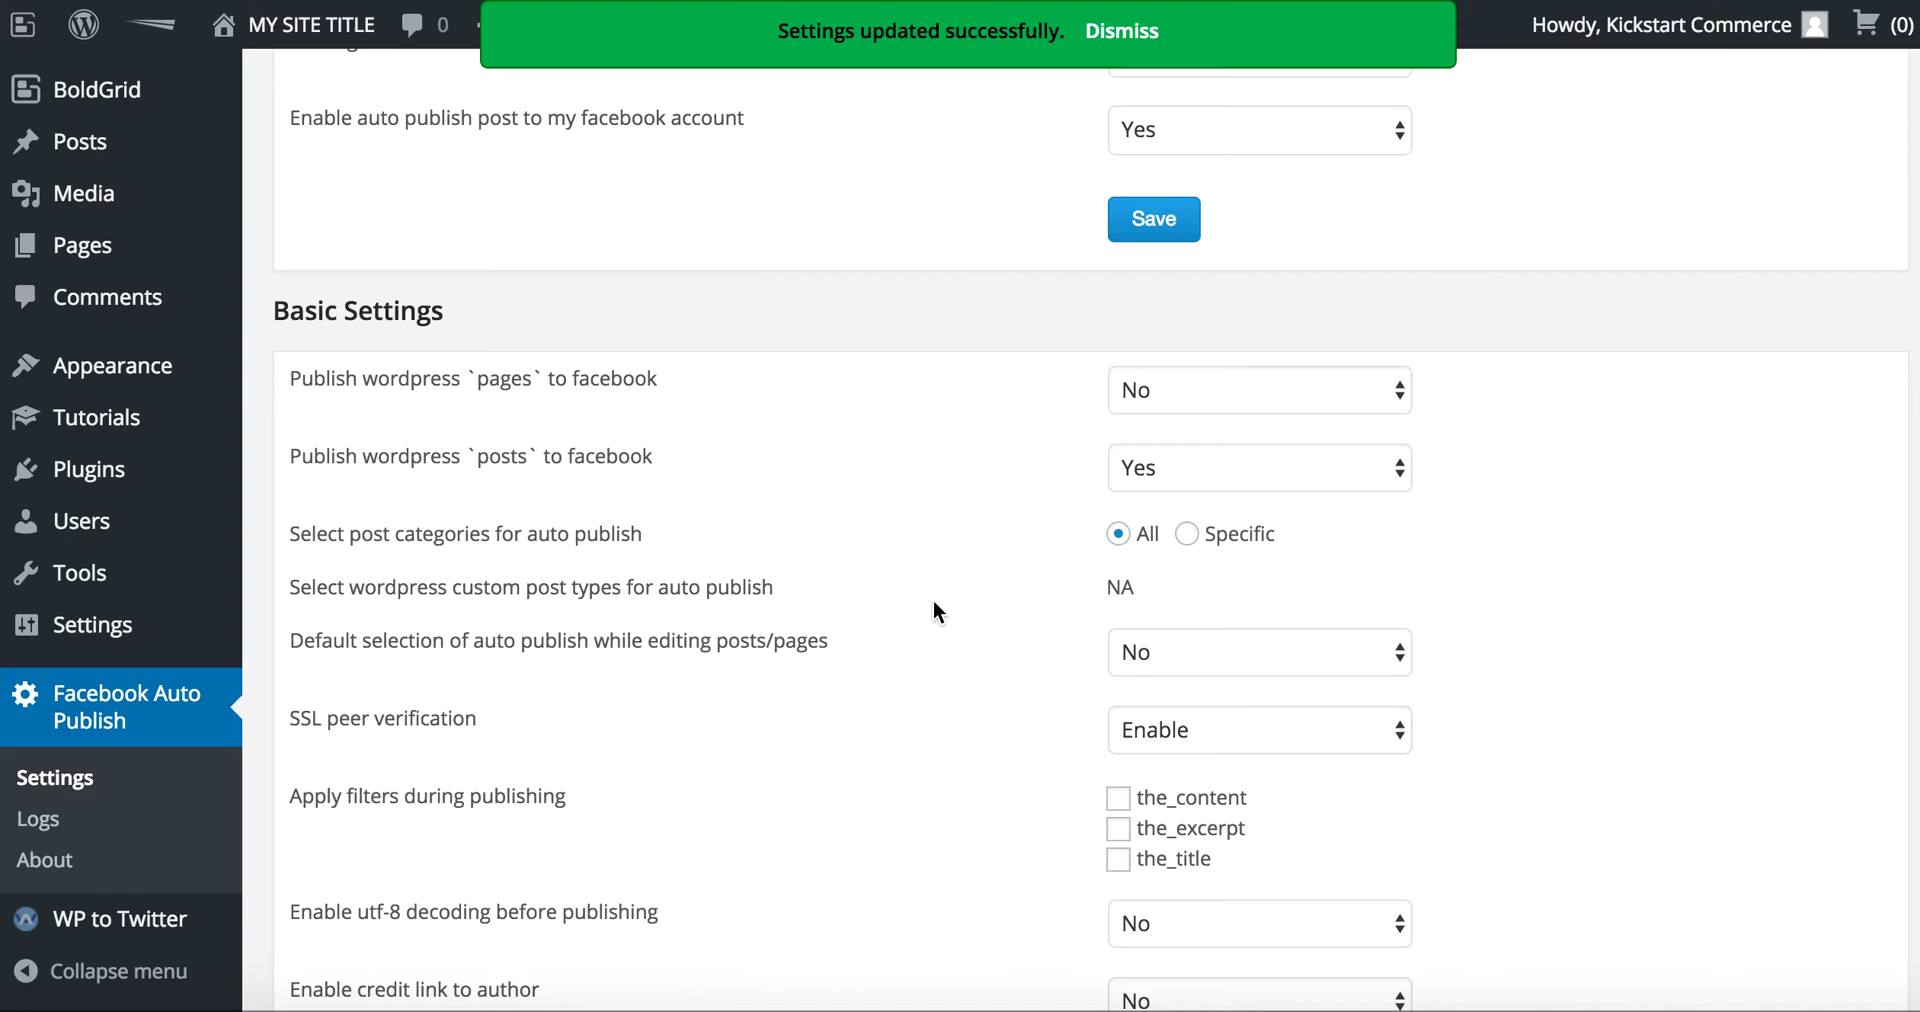 MY SITE TITLE
0
Settings updated successfully. Dismiss
Howdy, Kickstart Commerce
(0)
BoldGrid
Posts
Media
Pages
Comments
Appearance
Tutorials
Plugins
Users
Tools
Settings
Facebook Auto
Publish
Settings
Logs
About
WP to Twitter
Collapse menu
Enable auto publish post to my facebook account
Yes
Save
Basic Settings
Publish wordpress `pages` to facebook
No
Publish wordpress `posts` to facebook
Yes
Select post categories for auto publish
All Specific
Select wordpress custom post types for auto publish
NA
Default selection of auto publish while editing posts/pages
No
SSL peer verification
Enable
Apply filters during publishing
the_content
the_excerpt
the_title
Enable utf-8 decoding before publishing
No
Enable credit link to author
No